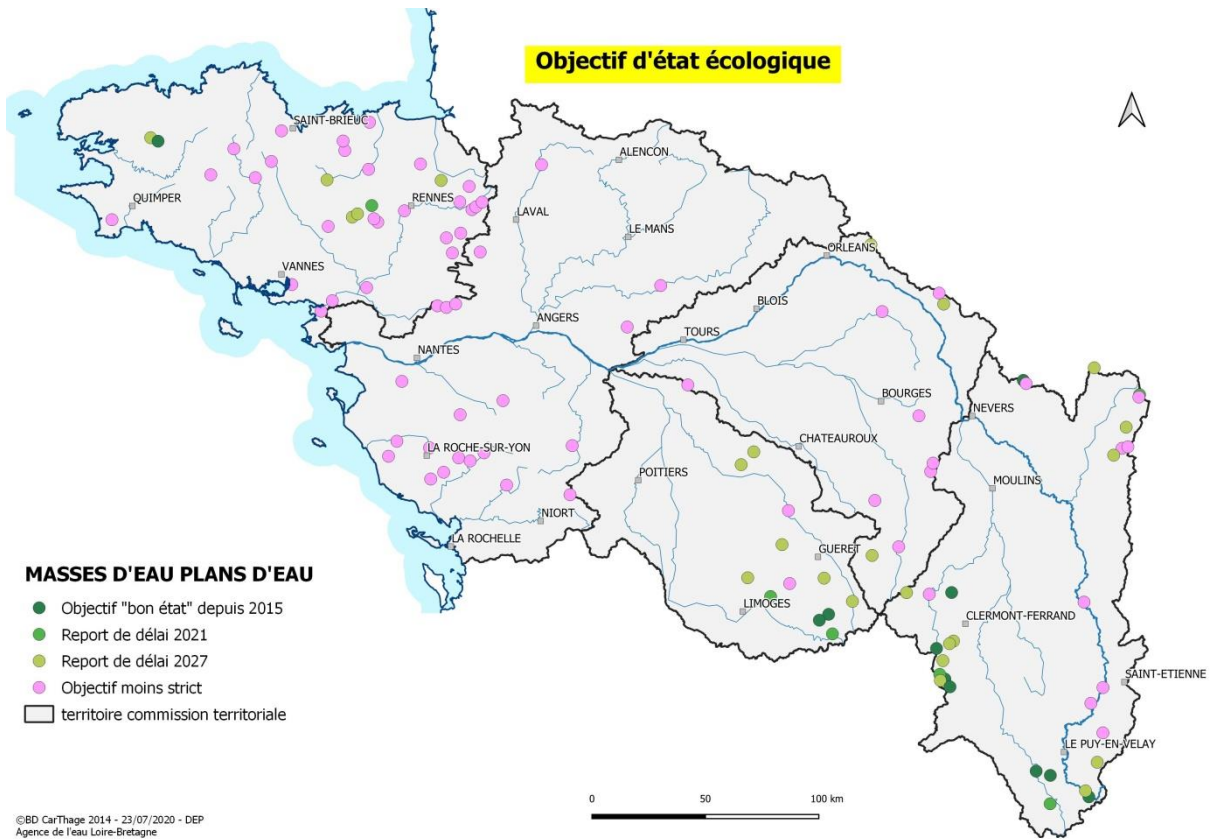 Objectif d'état écologique
SAINT-BRIEUC
ALENCON
QUIMPER
RENNES
LAVAL
LE MANS
VANNES
ORLEANS
BLOIS
ANGERS
TOURS
NANTES
BOURGES
NEVERS
CHATEAUROUX
LA ROCHE-SUR-YON
POITIERS
MOULINS
NIORT
LA ROCHELLE
GUERET
MASSES D'EAU PLANS D'EAU
Objectif "bon état" depuis 2015
Report de délai 2021
Report de délai 2027
Objectif moins strict
territoire commission territoriale
LIMOGES
CLERMONT-FERRAND
SAINT-ETIENNE
LE PUY-EN-VELAY
0 50 100 km
©BD CarThage 2014 - 23/07/2020 - DEP
Agence de l'eau Loire-Bretagne